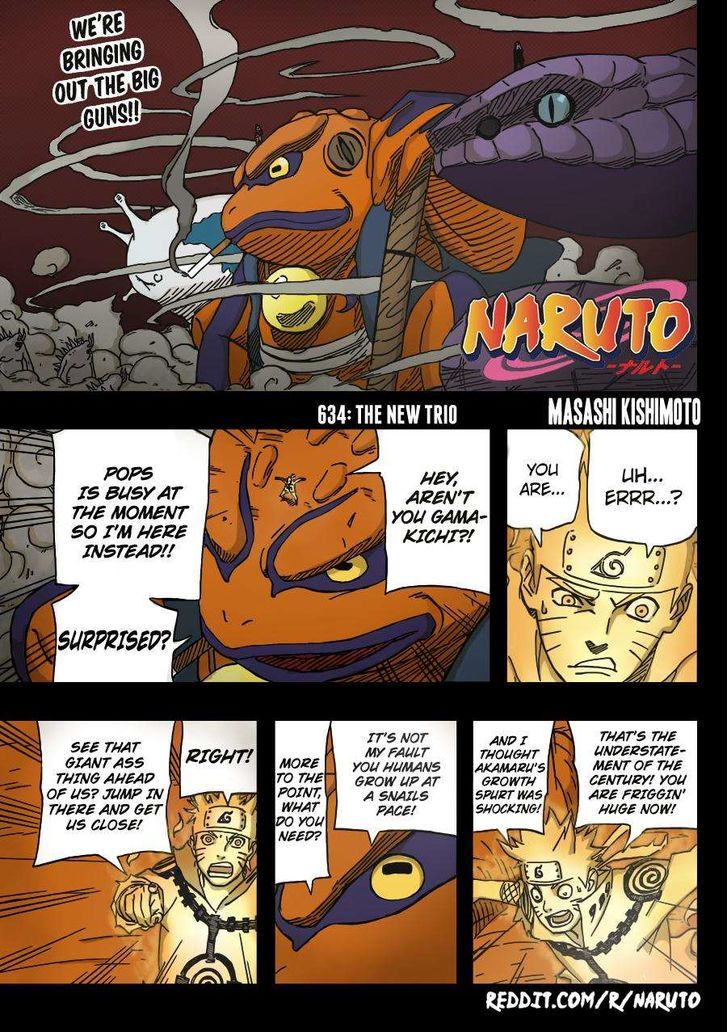 WE'RE
BRINGING
OUT THE BIG
GUNS!!
NARUTO
-ナルト-
634: THE NEW TRIO
MASASHI KISHIMOTO
UH...
ERRR...?
YOU
ARE...
HEY,
AREN'T
YOU GAMA-
KICHI?!
POPS
IS BUSY AT
THE MOMENT
SO I'M HERE
INSTEAD!!
SURPRISED?
THAT'S THE
UNDERSTATE-
MENT OF THE
CENTURY! YOU
ARE FRIGGIN'
HUGE NOW!
AND I
THOUGHT
AKAMARU'S
GROWTH
SPURT WAS
SHOCKING!
IT'S NOT
MY FAULT
YOU HUMANS
GROW UP AT
A SNAILS
PACE!
MORE
TO THE
POINT,
WHAT
DO YOU
NEED?
RIGHT!
SEE THAT
GIANT ASS
THING AHEAD
OF US? JUMP IN
THERE AND GET
US CLOSE!
REDDIT.COM/R/NARUTO